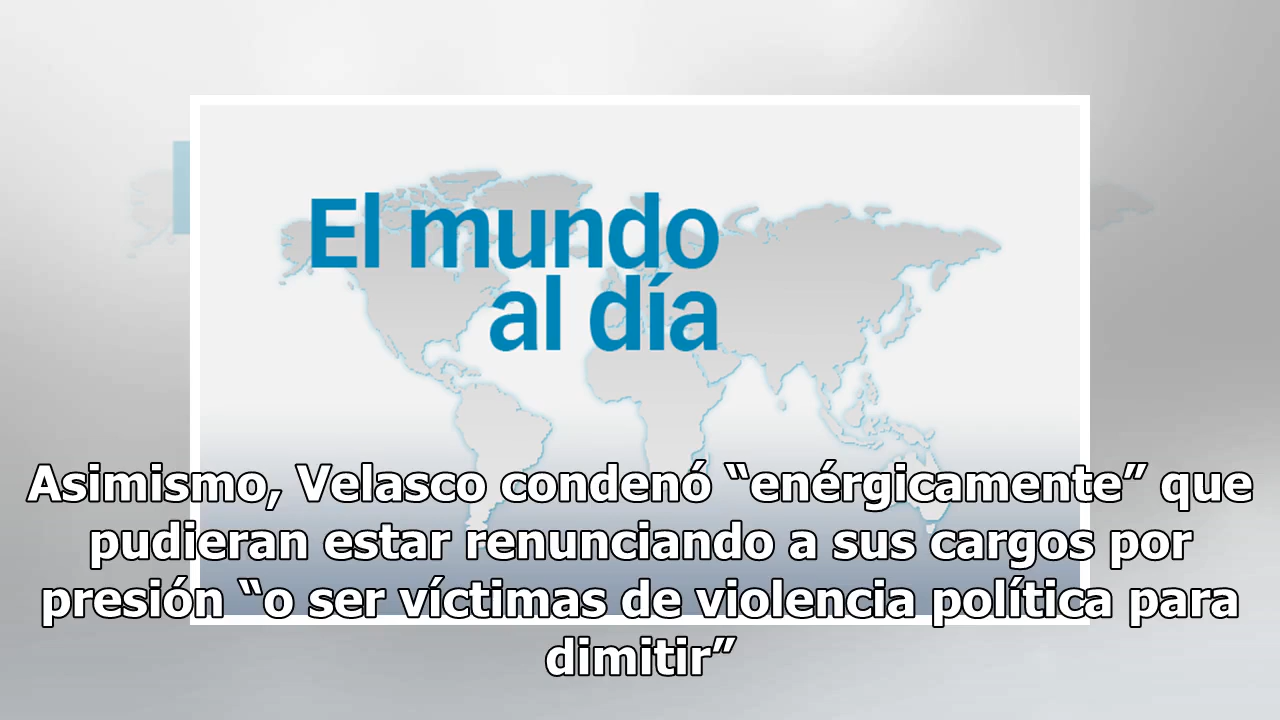 El mundo
al día
Asimismo, Velasco condenó “enérgicamente” que
pudieran estar renunciando a sus cargos por
presión “o ser víctimas de violencia política para
dimitir”